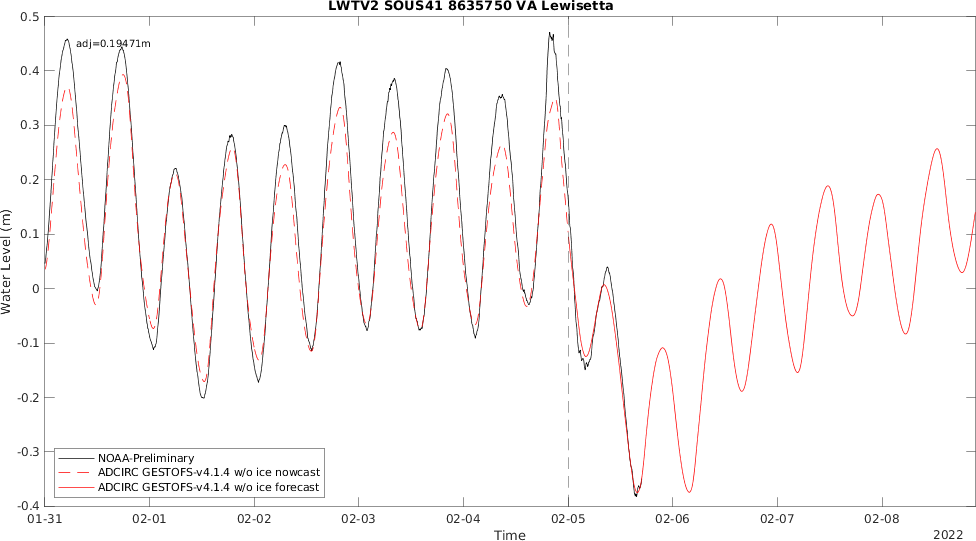 LWTV2 SOUS41 8635750 VA Lewisetta
adj=0.19471m
0.5
0.4
0.3
0.2
0.1
0
-0.1
-0.2
-0.3
-0.4
Water Level (m)
NOAA-Preliminary
ADCIRC GESTOFS-v4.1.4 w/o ice nowcast
ADCIRC GESTOFS-v4.1.4 w/o ice forecast
01-31 02-01 02-02 02-03 02-04 02-05 02-06 02-07 02-08
Time
2022